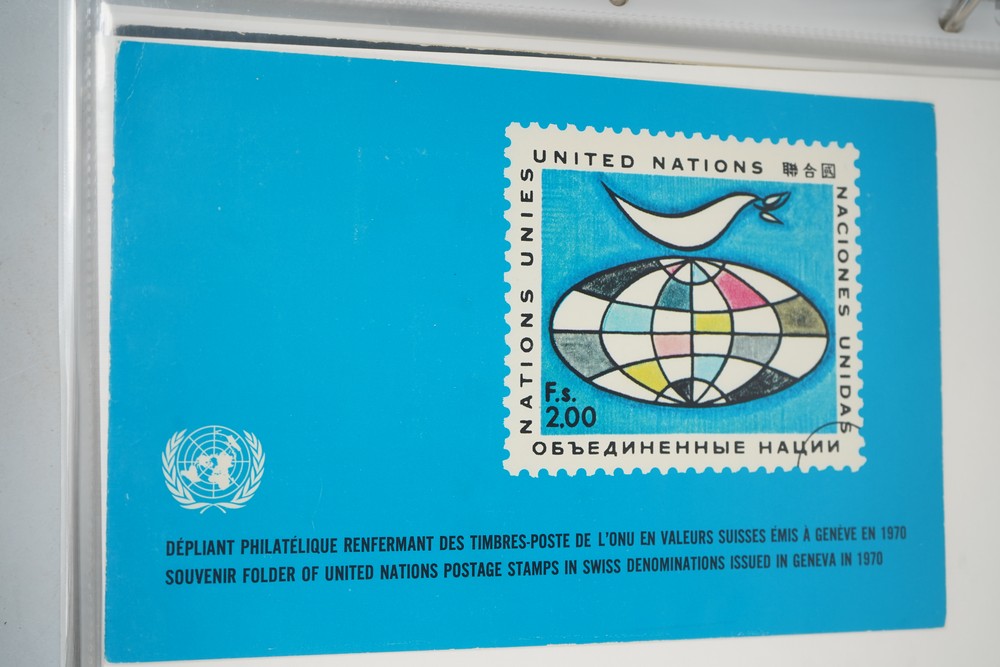 UNITED NATIONS 聯合國
NATIONS UNIES
NACIONES UNIDAS
F.s.
2,00
ОБЪЕДИНЕННЫЕ НАЦИИ
DÉPLIANT PHILATÉLIQUE RENFERMANT DES TIMBRES-POSTE DE L'ONU EN VALEURS SUISSES ÉMIS À GENÈVE EN 1970
SOUVENIR FOLDER OF UNITED NATIONS POSTAGE STAMPS IN SWISS DENOMINATIONS ISSUED IN GENEVA IN 1970